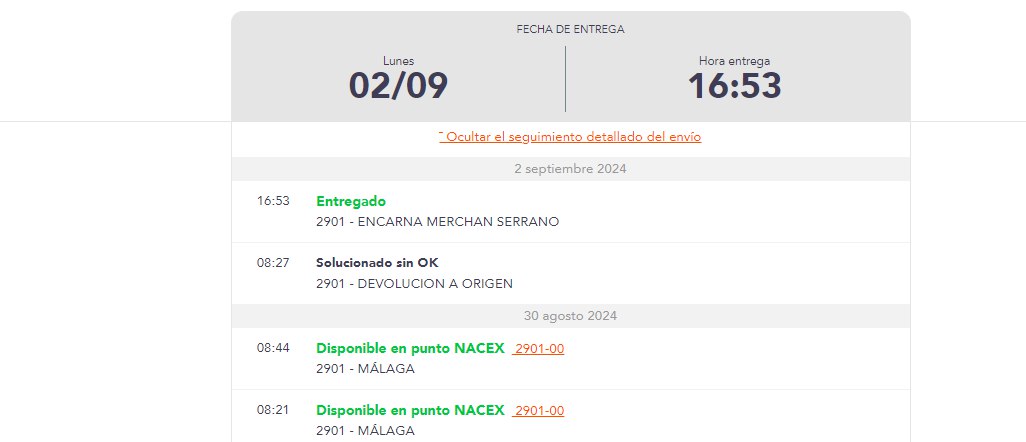 FECHA DE ENTREGA
Lunes
02/09
Hora entrega
16:53
Ocultar el seguimiento detallado del envío
2 septiembre 2024
16:53 Entregado
2901 - ENCARNA MERCHAN SERRANO
08:27 Solucionado sin OK
2901 - DEVOLUCION A ORIGEN
30 agosto 2024
08:44 Disponible en punto NACEX 2901-00
2901 - MÁLAGA
08:21 Disponible en punto NACEX 2901-00
2901 - MÁLAGA